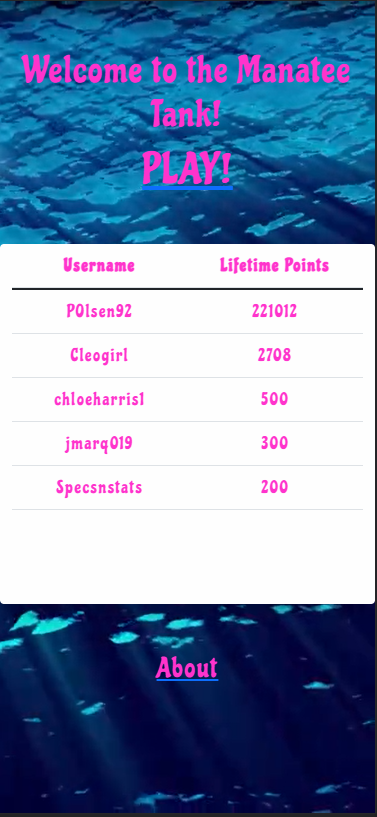 Welcome to the Manatee
Tank!
PLAY!
Username Lifetime Points
POlsen92 221012
Cleogirl 2708
chloeharris1 500
jmarq019 300
Specsnstats 200
About